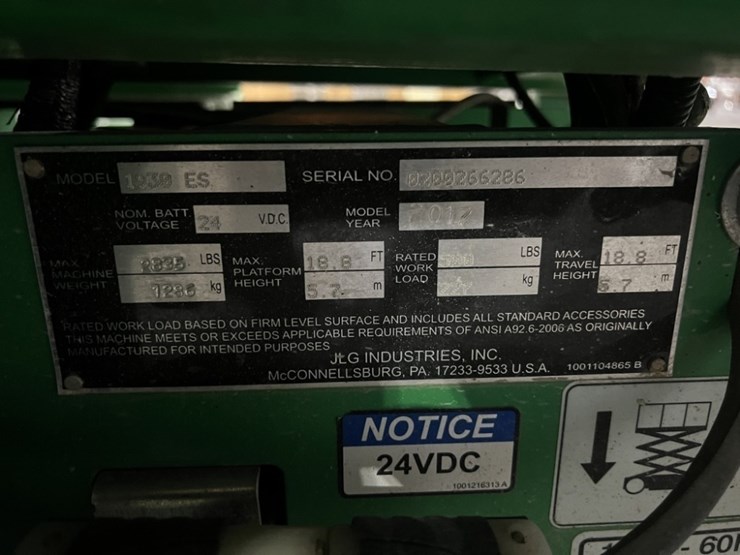 MODEL 1930 ES SERIAL NO. 0200266286
NOM. BATT. VOLTAGE 24 V.D.C. MODEL YEAR
MAX. MACHINE WEIGHT LBS kg
MAX. PLATFORM HEIGHT 18.8 FT 5.7 m
RATED WORK LOAD LBS kg
MAX. TRAVEL HEIGHT 18.8 FT 5.7 m
RATED WORK LOAD BASED ON FIRM LEVEL SURFACE AND INCLUDES ALL STANDARD ACCESSORIES
THIS MACHINE MEETS OR EXCEEDS APPLICABLE REQUIREMENTS OF ANSI A92.6-2006 AS ORIGINALLY
MANUFACTURED FOR INTENDED PURPOSES
JLG INDUSTRIES, INC.
McCONNELLSBURG, PA. 17233-9533 U.S.A. 1001104865 B
NOTICE
24VDC
1001216313 A